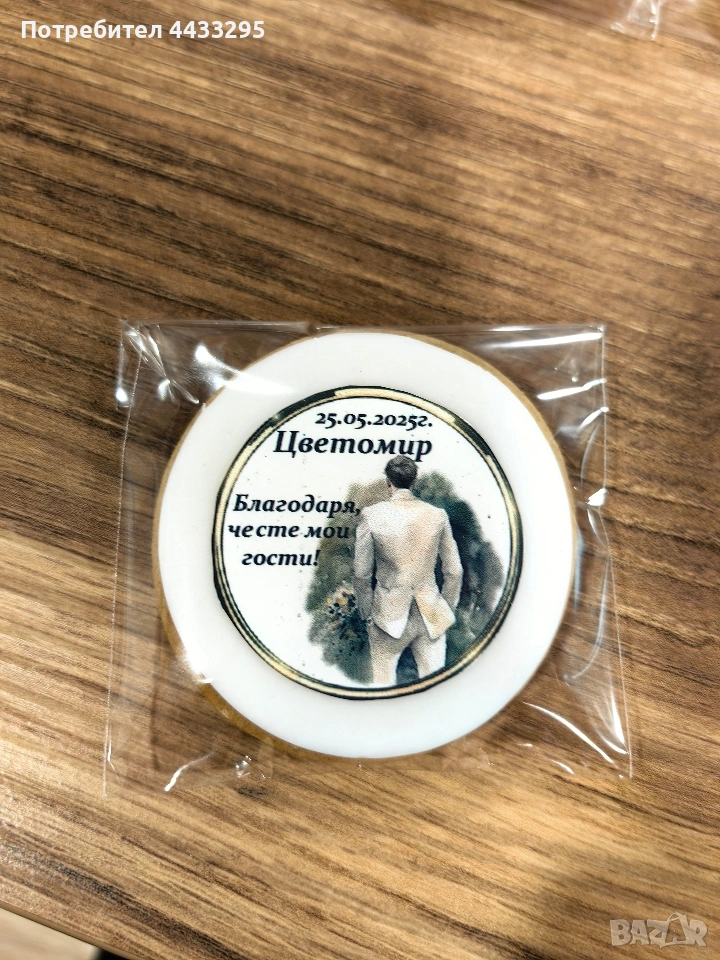 Потребител 4433295
25.05.2025г.
Цветомир
Благодаря,
че сте мои
гости!
BAZAR